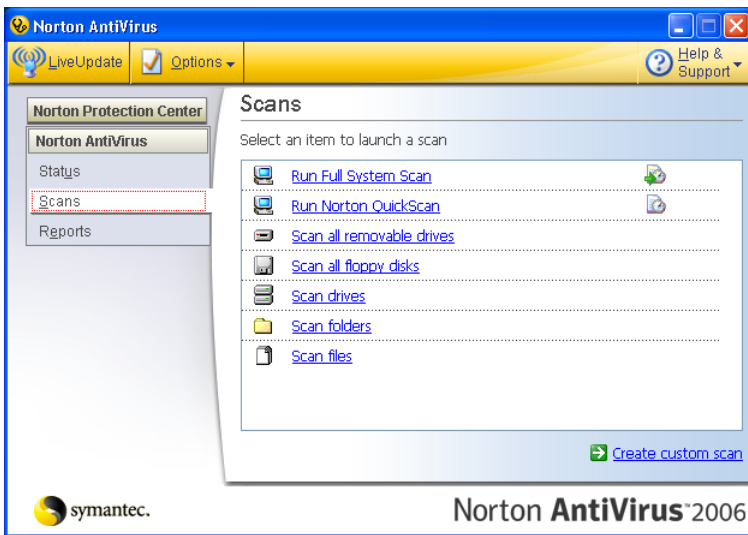 Norton AntiVirus
LiveUpdate
Options
Help & Support
Norton Protection Center
Norton AntiVirus
Status
Scans
Reports
Scans
Select an item to launch a scan
Run Full System Scan
Run Norton QuickScan
Scan all removable drives
Scan all floppy disks
Scan drives
Scan folders
Scan files
Create custom scan
symantec.
Norton AntiVirus™2006